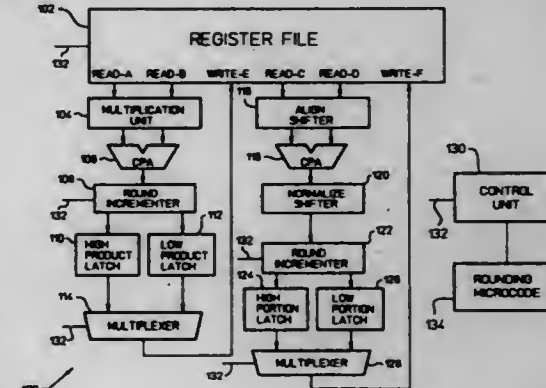 102
REGISTER FILE
132
READ-A READ-B WRITE-E READ-C READ-D WRITE-F
104
MULTIPLICATION
UNIT
116
ALIGN
SHIFTER
106
CPA
118
CPA
130
CONTROL
UNIT
132
108
ROUND
INCREMENTER
132
120
NORMALIZE
SHIFTER
110
HIGH
PRODUCT
LATCH
112
LOW
PRODUCT
LATCH
132
122
ROUND
INCREMENTER
134
ROUNDING
MICROCODE
124
HIGH
PORTION
LATCH
126
LOW
PORTION
LATCH
114
MULTIPLEXER
132
128
MULTIPLEXER
132